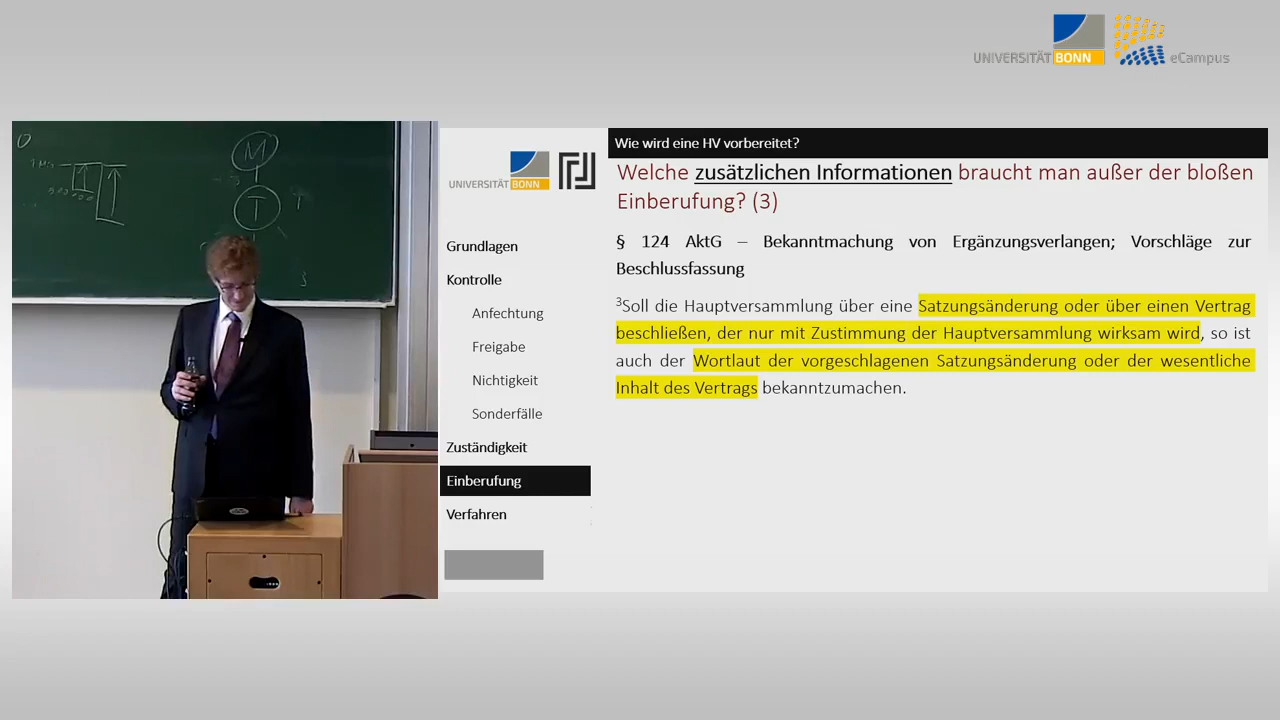 UNIVERSITÄT BONN
eCampus
M
T
UNIVERSITÄT BONN
Grundlagen
Kontrolle
Anfechtung
Freigabe
Nichtigkeit
Sonderfälle
Zuständigkeit
Einberufung
Verfahren
Wie wird eine HV vorbereitet?
Welche zusätzlichen Informationen braucht man außer der bloßen
Einberufung? (3)
§ 124 AktG – Bekanntmachung von Ergänzungsverlangen; Vorschläge zur
Beschlussfassung
³Soll die Hauptversammlung über eine Satzungsänderung oder über einen Vertrag
beschließen, der nur mit Zustimmung der Hauptversammlung wirksam wird, so ist
auch der Wortlaut der vorgeschlagenen Satzungsänderung oder der wesentliche
Inhalt des Vertrags bekanntzumachen.